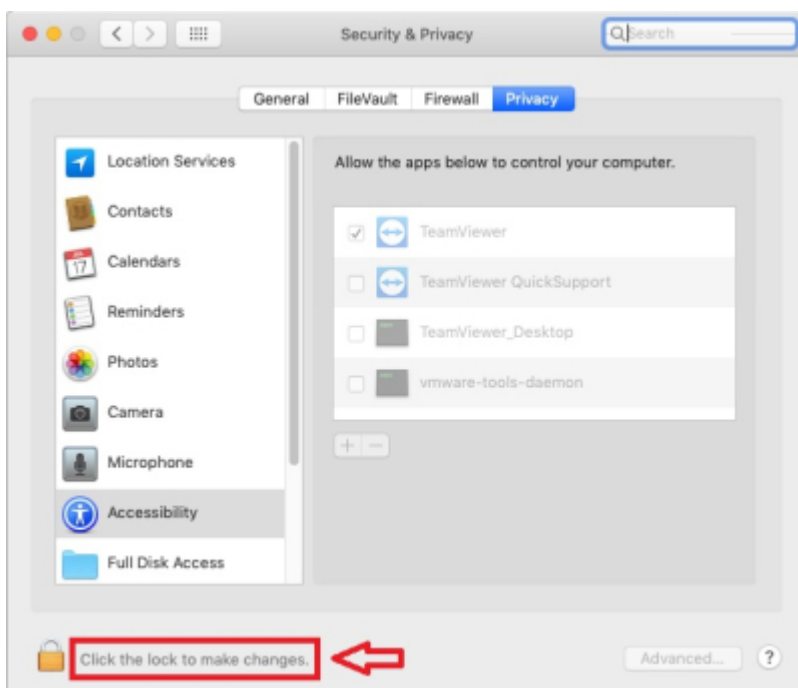 Security & Privacy
Search
General FileVault Firewall Privacy
Location Services
Contacts
Calendars
Reminders
Photos
Camera
Microphone
Accessibility
Full Disk Access
Allow the apps below to control your computer.
TeamViewer
TeamViewer QuickSupport
TeamViewer_Desktop
vmware-tools-daemon
+ −
Click the lock to make changes.
Advanced... ?